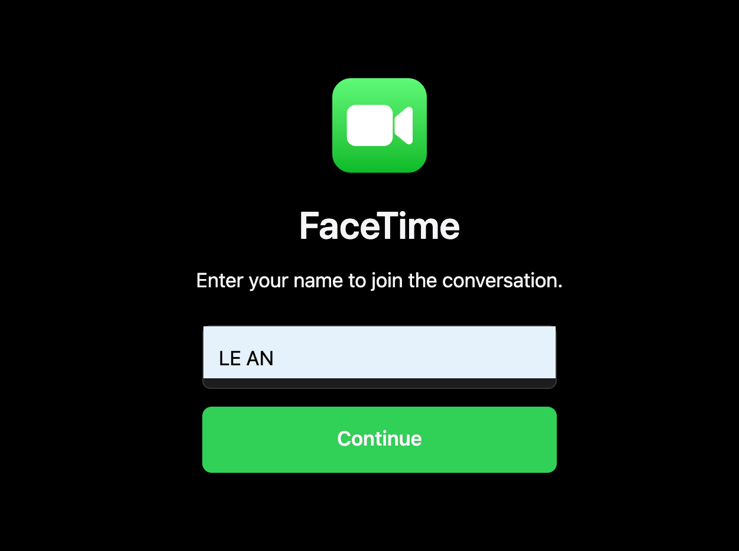 FaceTime
Enter your name to join the conversation.
LE AN
Continue